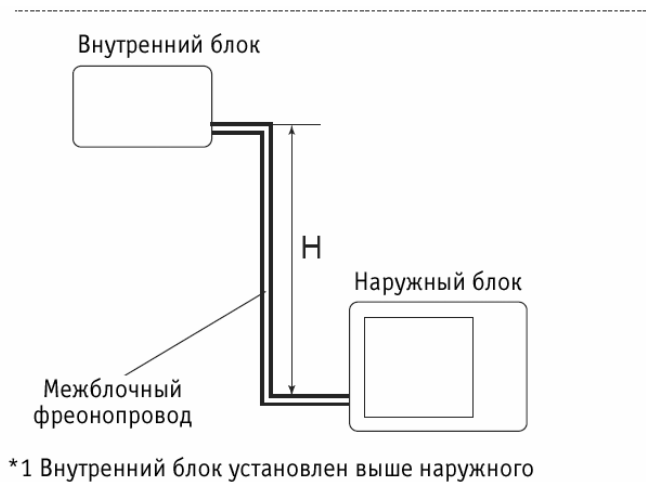 Внутренний блок
H
Наружный блок
Межблочный
фреонопровод
*1 Внутренний блок установлен выше наружного